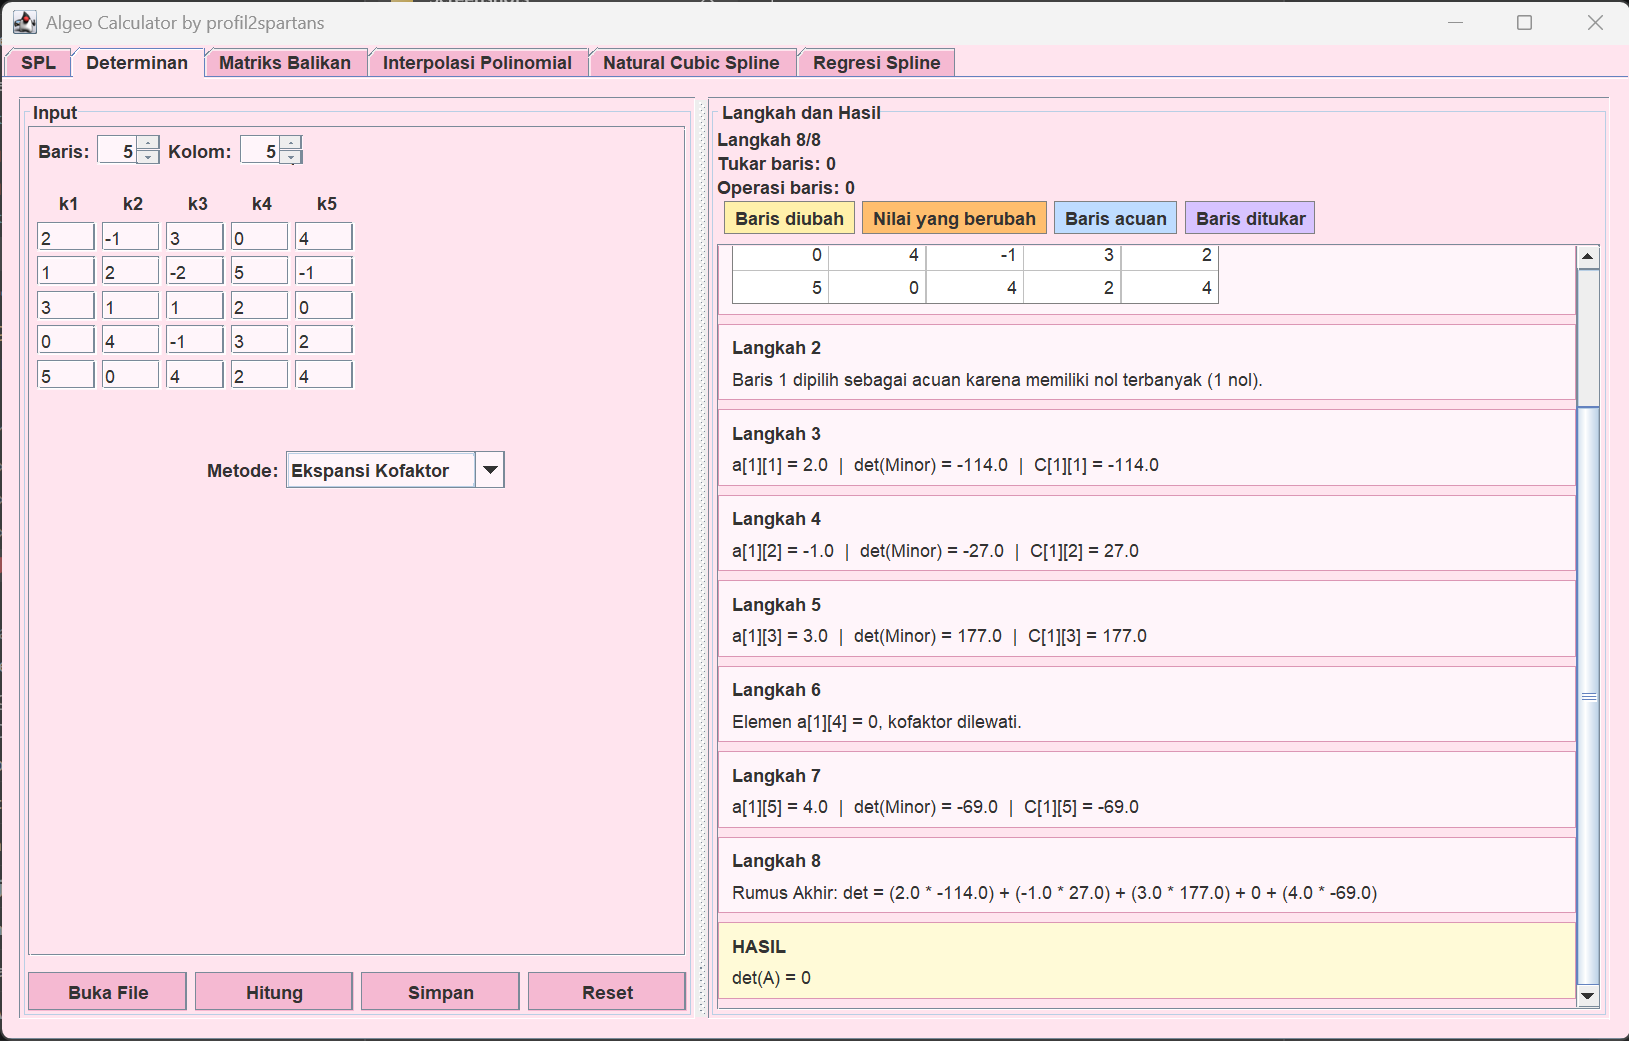 Algeo Calculator by profil2spartans
SPL Determinan Matriks Balikan Interpolasi Polinomial Natural Cubic Spline Regresi Spline
Input
Baris: 5 Kolom: 5
k1 k2 k3 k4 k5
2 -1 3 0 4
1 2 -2 5 -1
3 1 1 2 0
0 4 -1 3 2
5 0 4 2 4
Metode: Ekspansi Kofaktor
Buka File Hitung Simpan Reset
Langkah dan Hasil
Langkah 8/8
Tukar baris: 0
Operasi baris: 0
Baris diubah Nilai yang berubah Baris acuan Baris ditukar
0 4 -1 3 2
5 0 4 2 4
Langkah 2
Baris 1 dipilih sebagai acuan karena memiliki nol terbanyak (1 nol).
Langkah 3
a[1][1] = 2.0 | det(Minor) = -114.0 | C[1][1] = -114.0
Langkah 4
a[1][2] = -1.0 | det(Minor) = -27.0 | C[1][2] = 27.0
Langkah 5
a[1][3] = 3.0 | det(Minor) = 177.0 | C[1][3] = 177.0
Langkah 6
Elemen a[1][4] = 0, kofaktor dilewati.
Langkah 7
a[1][5] = 4.0 | det(Minor) = -69.0 | C[1][5] = -69.0
Langkah 8
Rumus Akhir: det = (2.0 * -114.0) + (-1.0 * 27.0) + (3.0 * 177.0) + 0 + (4.0 * -69.0)
HASIL
det(A) = 0